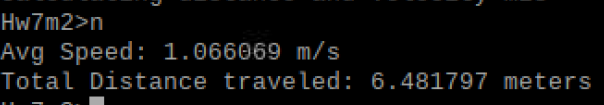 Hw7m2>n
Avg Speed: 1.066069 m/s
Total Distance traveled: 6.481797 meters